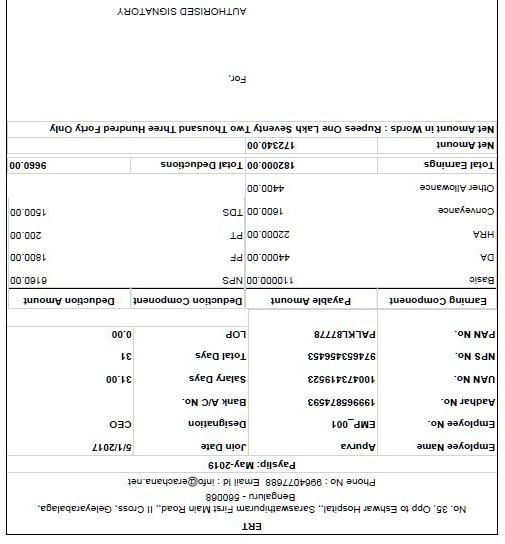 ERT
No. 35, Opp to Eshwar Hospital,, Saraswathipuram First Main Road,, II Cross, Geleyarelabalaga,
Bengaluru - 560068
Phone No : 9964077688 Email Id : info@erachana.net
Payslip: May-2019
Employee Name Apurva Join Date 5/1/2017
Employee No. EMP_001 Designation CEO
Aadhar No. 199965874593 Bank A/C No.
UAN No. 100473419523 Salary Days 31.00
NPS No. 97465356453 Total Days 31
PAN No. PALKL87778 LOP 0.00
Earning Component Payable Amount Deduction Component Deduction Amount
Basic 110000.00 NPS 6160.00
DA 44000.00 PF 1800.00
HRA 22000.00 PT 200.00
Conveyance 1600.00 TDS 1500.00
Other Allowance 4400.00
Total Earnings 182000.00 Total Deductions 9660.00
Net Amount 172340.00
Net Amount in Words : Rupees One Lakh Seventy Two Thousand Three Hundred Forty Only
For,
AUTHORISED SIGNATORY